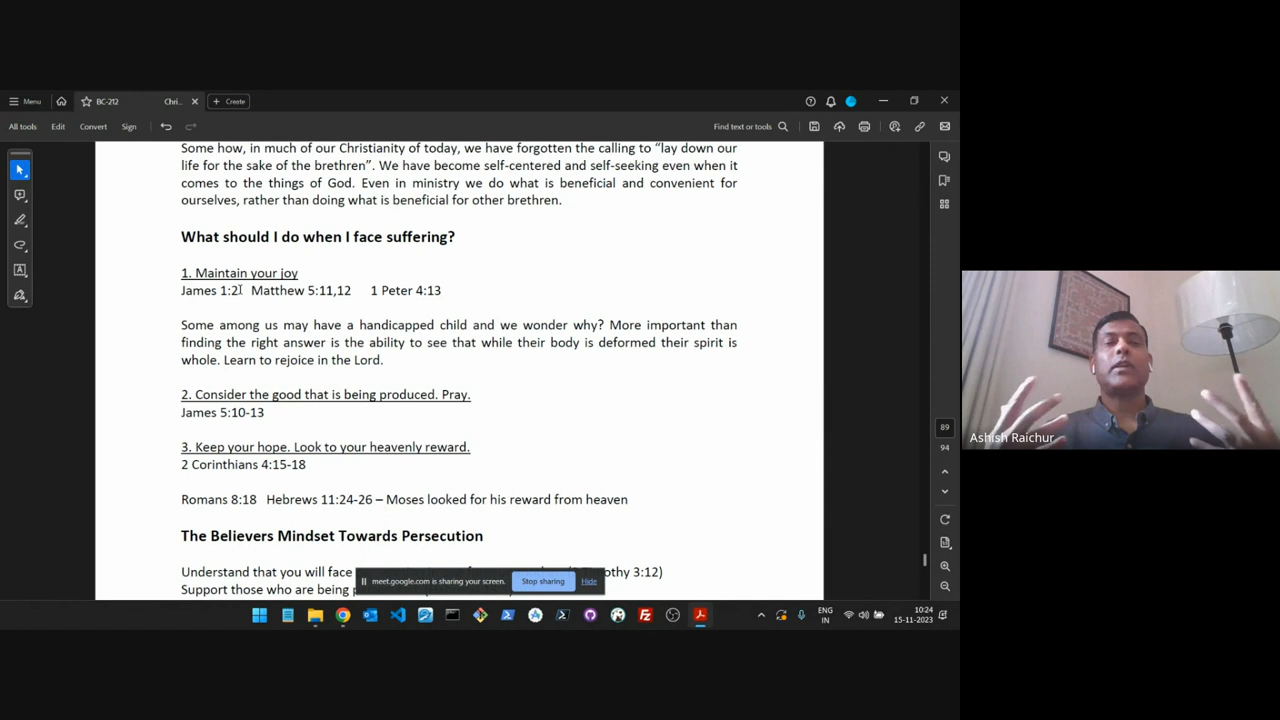 Menu
BC-212
Chri...
Create
All tools
Edit
Convert
Sign
Find text or tools
Some how, in much of our Christianity of today, we have forgotten the calling to “lay down our
life for the sake of the brethren”. We have become self-centered and self-seeking even when it
comes to the things of God. Even in ministry we do what is beneficial and convenient for
ourselves, rather than doing what is beneficial for other brethren.
What should I do when I face suffering?
1. Maintain your joy
James 1:2 Matthew 5:11,12 1 Peter 4:13
Some among us may have a handicapped child and we wonder why? More important than
finding the right answer is the ability to see that while their body is deformed their spirit is
whole. Learn to rejoice in the Lord.
2. Consider the good that is being produced. Pray.
James 5:10-13
3. Keep your hope. Look to your heavenly reward.
2 Corinthians 4:15-18
Romans 8:18 Hebrews 11:24-26 – Moses looked for his reward from heaven
The Believers Mindset Towards Persecution
Understand that you will face
thy 3:12)
Support those who are being
meet.google.com is sharing your screen.
Stop sharing
Hide
89
94
Ashish Raichur
ENG
IN
10:24
15-11-2023